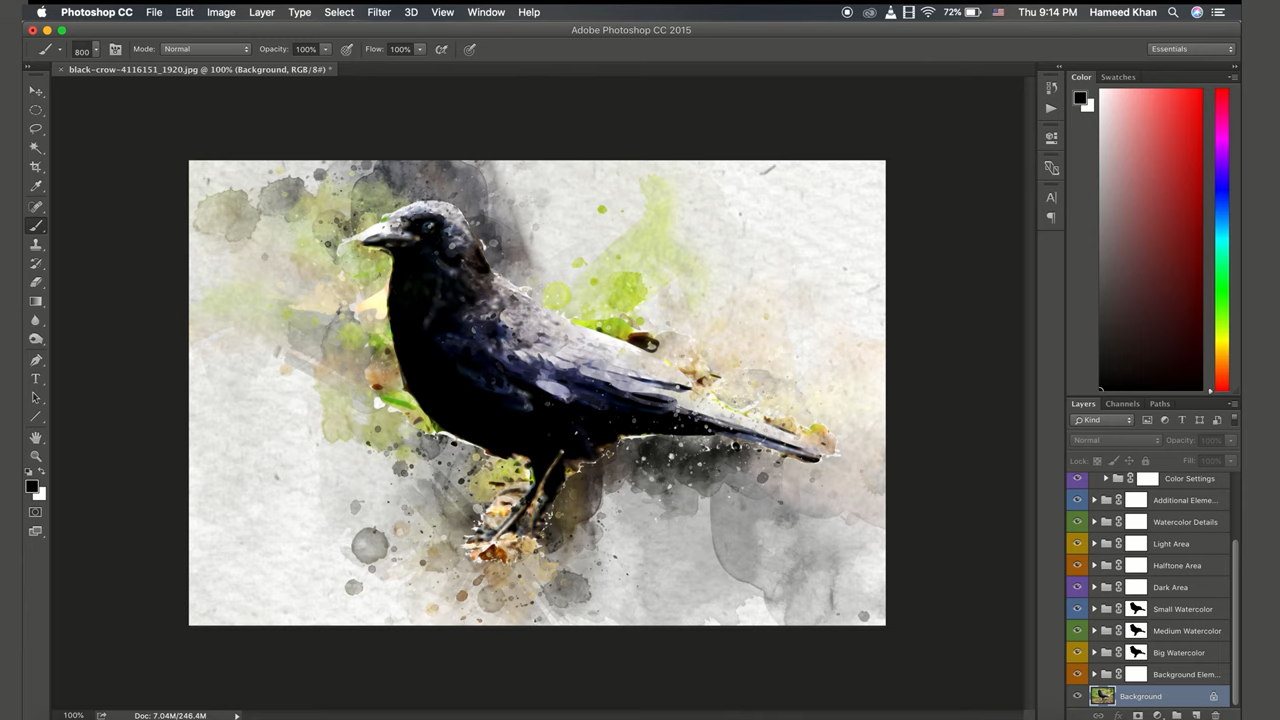 Photoshop CC File Edit Image Layer Type Select Filter 3D View Window Help 72% Thu 9:14 PM Hameed Khan
Adobe Photoshop CC 2015
800 Mode: Normal Opacity: 100% Flow: 100% Essentials
× black-crow-4116151_1920.jpg @ 100% (Background, RGB/8#) *
Color Swatches
A
T
Layers Channels Paths
Kind
Normal Opacity: 100%
Lock: Fill: 100%
Color Settings
Additional Eleme...
Watercolor Details
Light Area
Halftone Area
Dark Area
Small Watercolor
Medium Watercolor
Big Watercolor
Background Elem...
Background
fx
100% Doc: 7.04M/246.4M